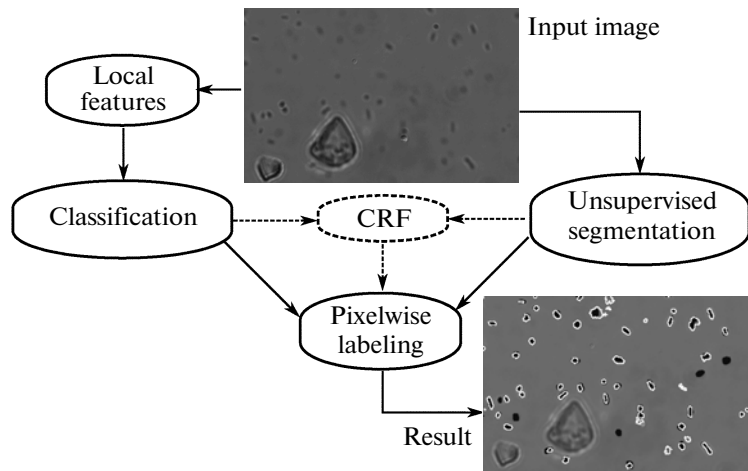 Input image
Local
features
Classification
CRF
Unsupervised
segmentation
Pixelwise
labeling
Result